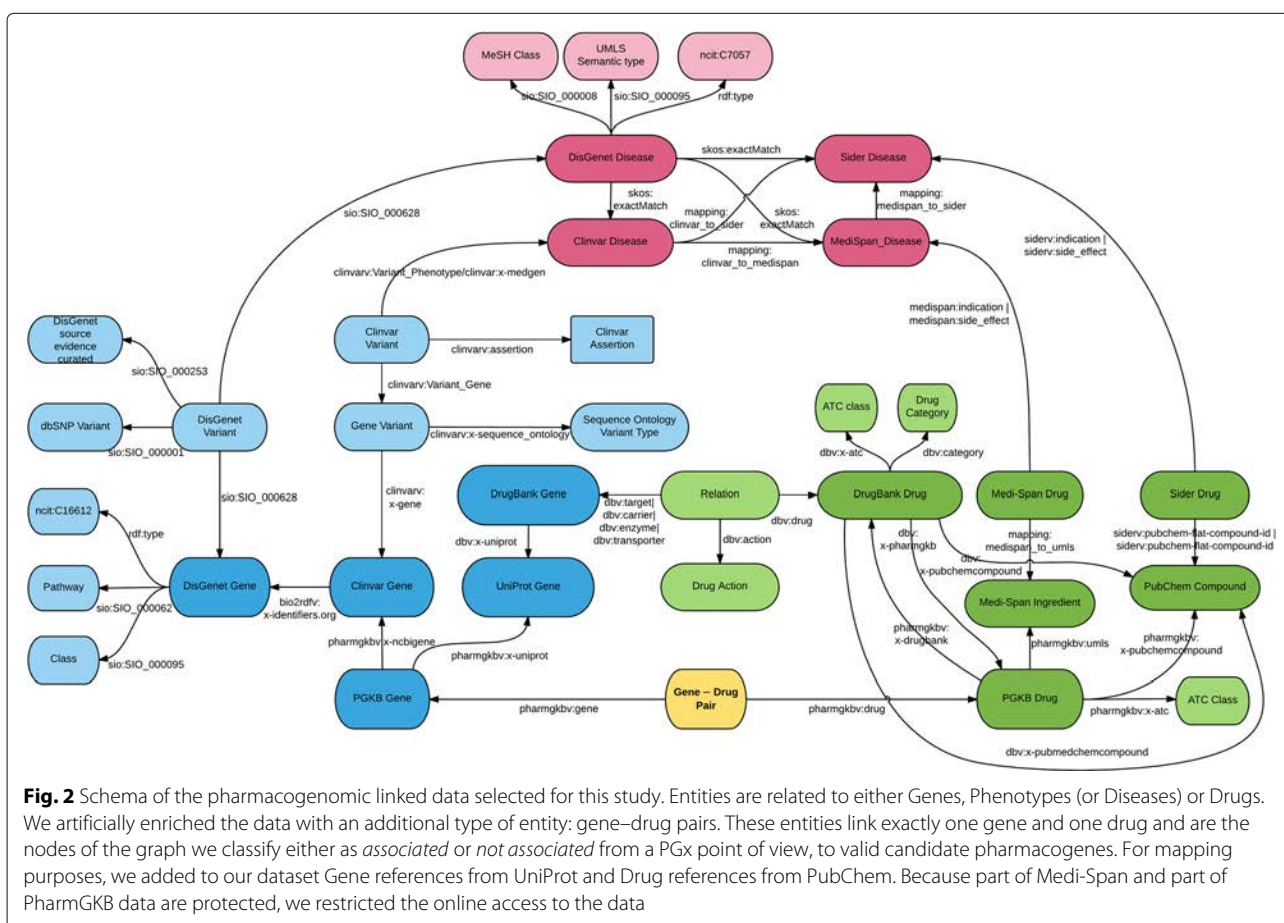 MeSH Class
UMLS
Semantic type
ncit:C7057
sio:SIO_000008
sio:SIO_000095
rdf:type
DisGenet Disease
skos:exactMatch
Sider Disease
skos:
exactMatch
mapping:
clinvar_to_sider
skos:
exactMatch
mapping:
medispan_to_sider
sio:SIO_000628
Clinvar Disease
mapping:
clinvar_to_medispan
MediSpan_Disease
siderv:indication |
siderv:side_effect
clinvarv:Variant_Phenotype/clinvar:x-medgen
medispan:indication |
medispan:side_effect
DisGenet
source
evidence
curated
sio:SIO_000253
Clinvar
Variant
clinvarv:assertion
Clinvar
Assertion
clinvarv:Variant_Gene
dbSNP Variant
sio:SIO_000001
DisGenet
Variant
Gene Variant
clinvarv:x-sequence_ontology
Sequence Ontology
Variant Type
ATC class
Drug
Category
dbv:x-atc
dbv:category
sio:SIO_000628
clinvarv:
x-gene
DrugBank Gene
dbv:target|
dbv:carrier|
dbv:enzyme|
dbv:transporter
Relation
dbv:drug
DrugBank Drug
Medi-Span Drug
Sider Drug
ncit:C16612
rdf:type
dbv:x-uniprot
dbv:action
dbv:
x-pharmgkb
dbv:
x-pubchemcompound
mapping:
medispan_to_umls
siderv:pubchem-flat-compound-id |
siderv:pubchem-flat-compound-id
Pathway
sio:SIO_000062
DisGenet Gene
bio2rdfv:
x-identifiers.org
Clinvar Gene
UniProt Gene
Drug Action
Medi-Span Ingredient
PubChem Compound
Class
sio:SIO_000095
pharmgkbv:x-ncbigene
pharmgkbv:x-uniprot
pharmgkbv:
x-drugbank
pharmgkbv:umls
pharmgkbv:
x-pubchemcompound
PGKB Gene
pharmgkbv:gene
Gene – Drug
Pair
pharmgkbv:drug
PGKB Drug
pharmgkbv:x-atc
ATC Class
dbv:x-pubmedchemcompound
Fig. 2 Schema of the pharmacogenomic linked data selected for this study. Entities are related to either Genes, Phenotypes (or Diseases) or Drugs.
We artificially enriched the data with an additional type of entity: gene–drug pairs. These entities link exactly one gene and one drug and are the
nodes of the graph we classify either as associated or not associated from a PGx point of view, to valid candidate pharmacogenes. For mapping
purposes, we added to our dataset Gene references from UniProt and Drug references from PubChem. Because part of Medi-Span and part of
PharmGKB data are protected, we restricted the online access to the data